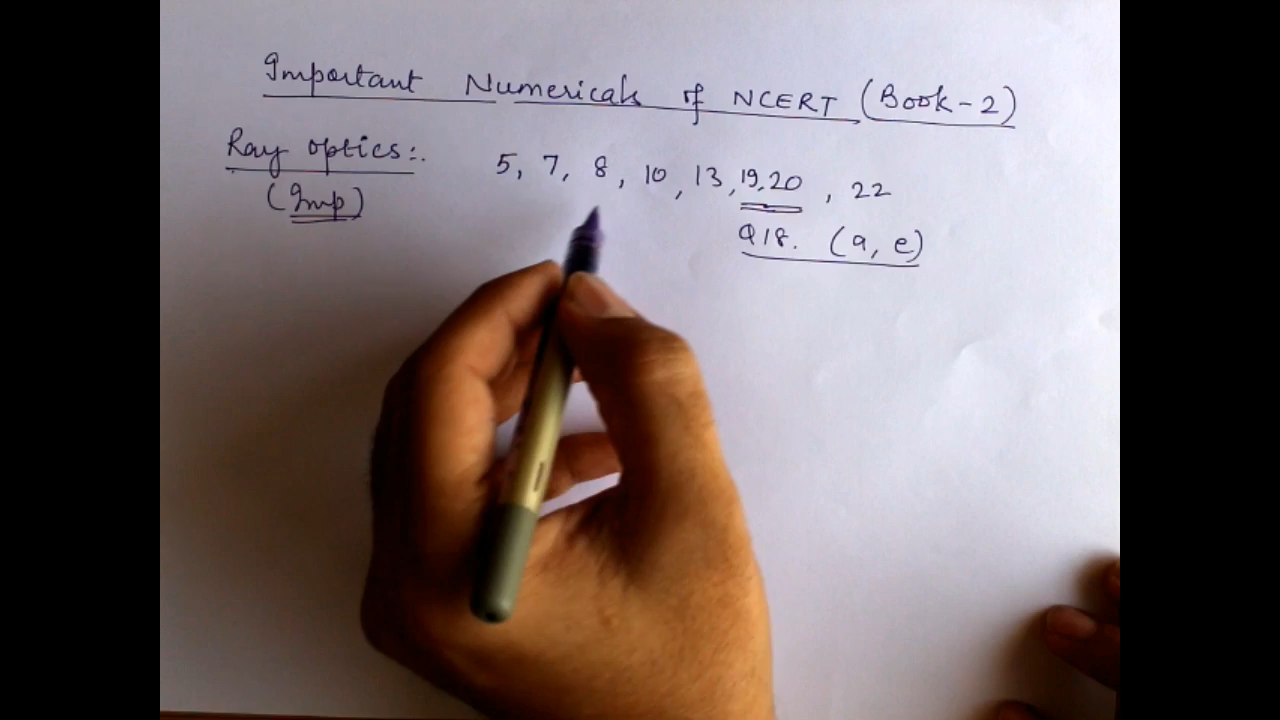 Important Numericals of NCERT (Book-2)
Ray optics:. 5, 7, 8, 10, 13, 19, 20, 22
(Imp)
Q18. (a, e)